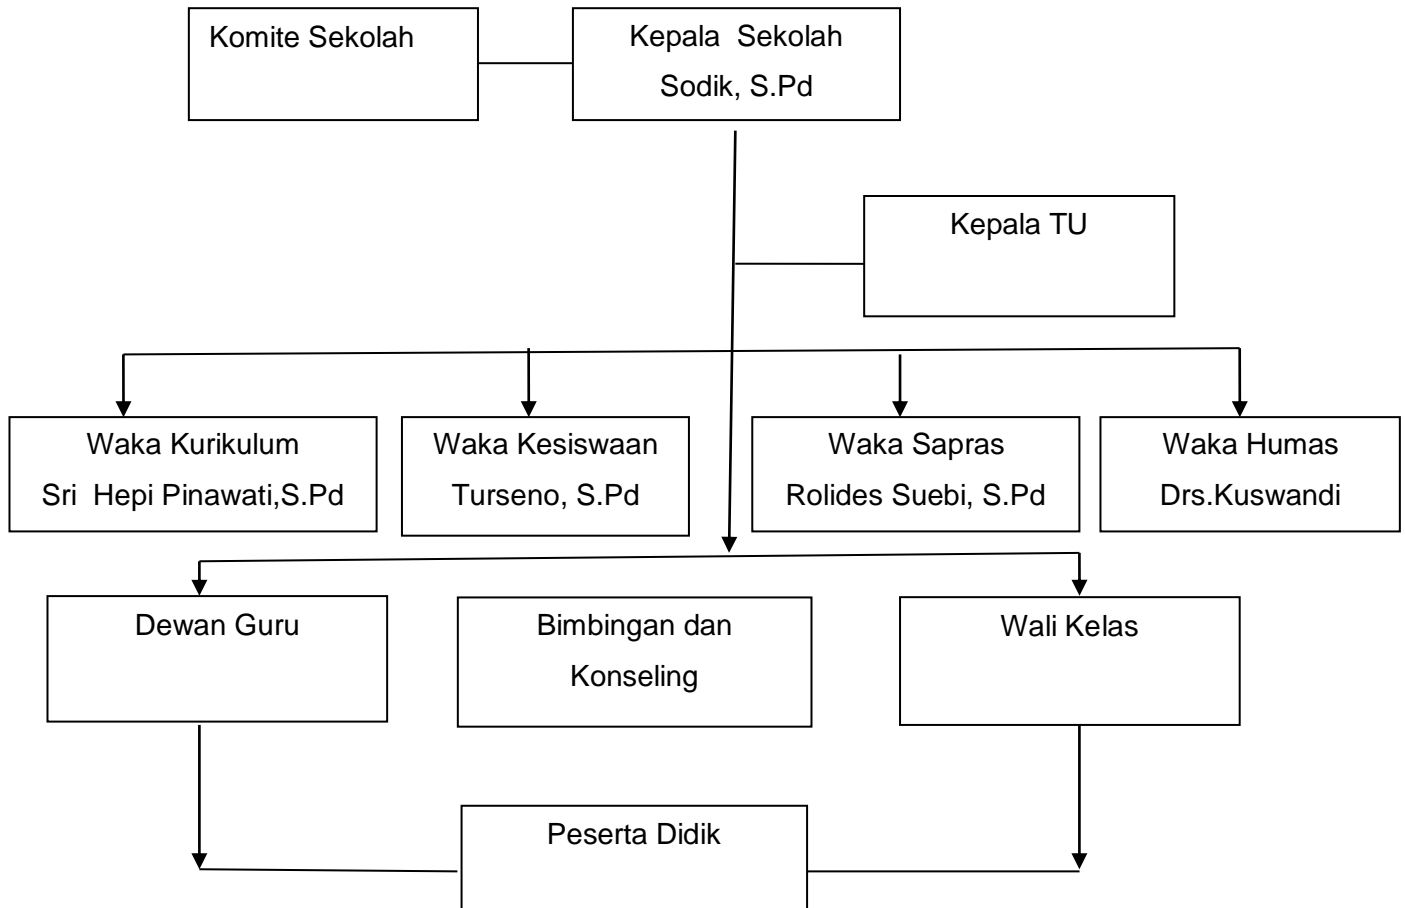 Komite Sekolah
Kepala  Sekolah
Sodik, S.Pd
Kepala TU
Waka Kurikulum
Sri  Hepi Pinawati,S.Pd
Waka Kesiswaan
Turseno, S.Pd
Waka Sapras
Rolides Suebi, S.Pd
Waka Humas
Drs.Kuswandi
Dewan Guru
Bimbingan dan
Konseling
Wali Kelas
Peserta Didik